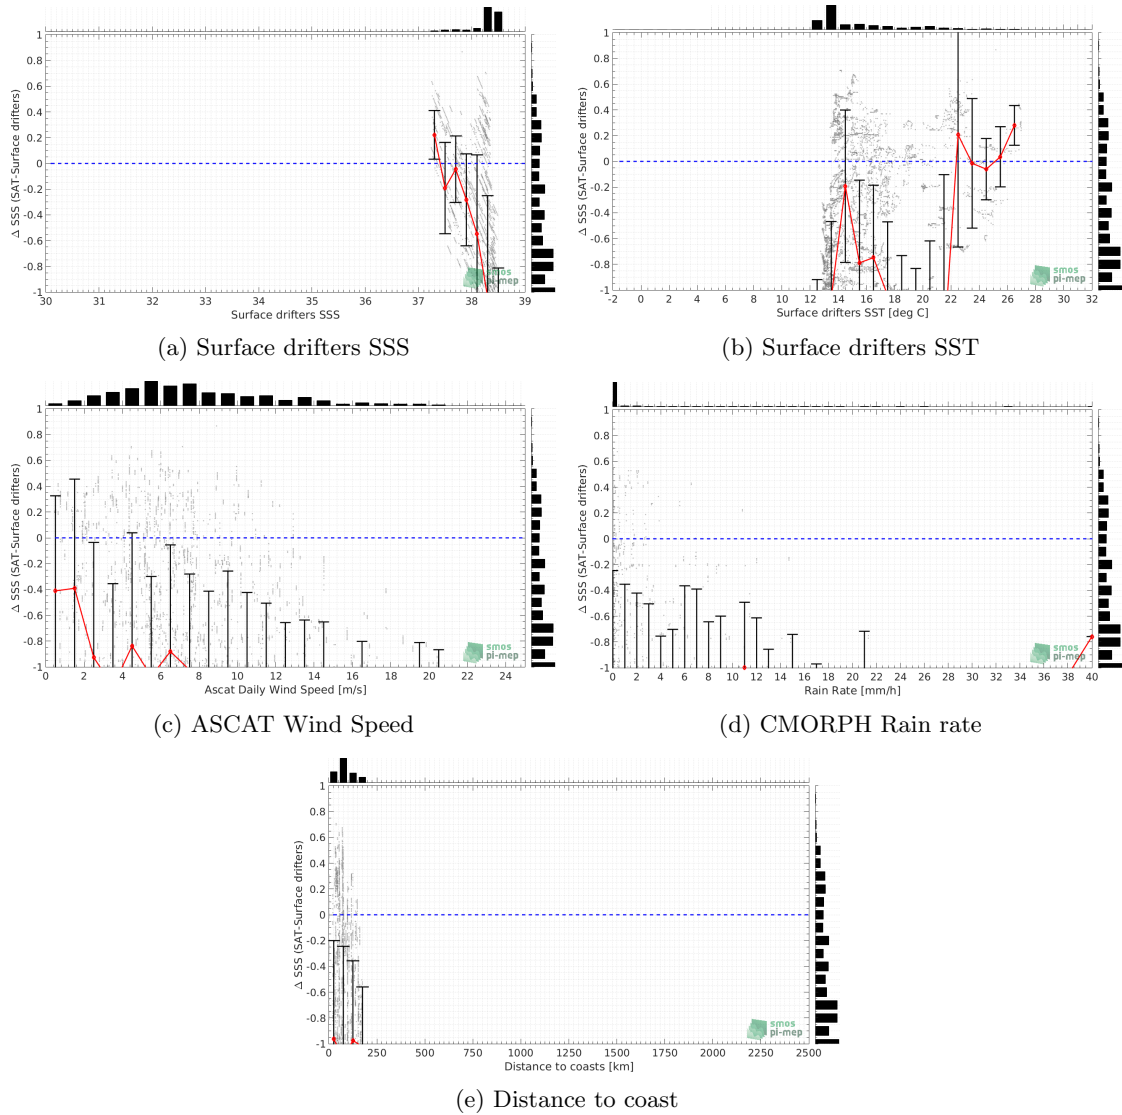 1
0.8
0.6
0.4
0.2
0
-0.2
-0.4
-0.6
-0.8
-1
Δ SSS (SAT-Surface drifters)
30 31 32 33 34 35 36 37 38 39
Surface drifters SSS
smos
pi-mep
(a) Surface drifters SSS
1
0.8
0.6
0.4
0.2
0
-0.2
-0.4
-0.6
-0.8
-1
Δ SSS (SAT-Surface drifters)
-2 0 2 4 6 8 10 12 14 16 18 20 22 24 26 28 30 32
Surface drifters SST [deg C]
smos
pi-mep
(b) Surface drifters SST
1
0.8
0.6
0.4
0.2
0
-0.2
-0.4
-0.6
-0.8
-1
Δ SSS (SAT-Surface drifters)
0 2 4 6 8 10 12 14 16 18 20 22 24
Ascat Daily Wind Speed [m/s]
smos
pi-mep
(c) ASCAT Wind Speed
1
0.8
0.6
0.4
0.2
0
-0.2
-0.4
-0.6
-0.8
-1
Δ SSS (SAT-Surface drifters)
0 2 4 6 8 10 12 14 16 18 20 22 24 26 28 30 32 34 36 38 40
Rain Rate [mm/h]
smos
pi-mep
(d) CMORPH Rain rate
1
0.8
0.6
0.4
0.2
0
-0.2
-0.4
-0.6
-0.8
-1
Δ SSS (SAT-Surface drifters)
0 250 500 750 1000 1250 1500 1750 2000 2250 2500
Distance to coasts [km]
smos
pi-mep
(e) Distance to coast